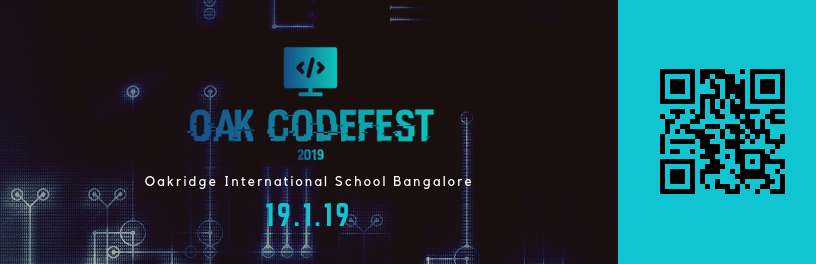 </>
OAK CODEFEST
2019
Oakridge International School Bangalore
19.1.19